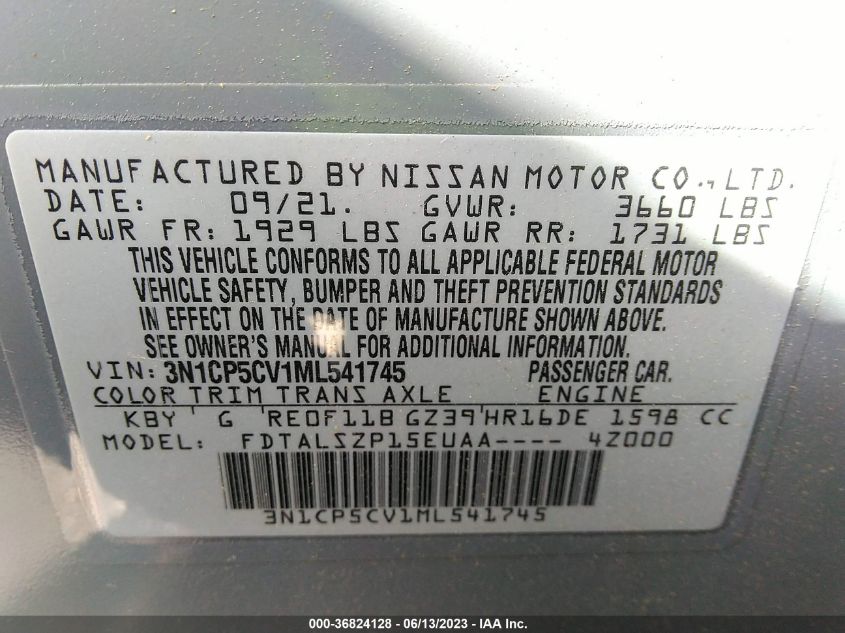 MANUFACTURED BY NISSAN MOTOR CO., LTD.
DATE: 09/21. GVWR: 3660 LBS
GAWR FR: 1929 LBS GAWR RR: 1731 LBS
THIS VEHICLE CONFORMS TO ALL APPLICABLE FEDERAL MOTOR
VEHICLE SAFETY, BUMPER AND THEFT PREVENTION STANDARDS
IN EFFECT ON THE DATE OF MANUFACTURE SHOWN ABOVE.
SEE OWNER'S MANUAL FOR ADDITIONAL INFORMATION.
VIN: 3N1CP5CV1ML541745 PASSENGER CAR.
COLOR TRIM TRANS AXLE ENGINE
KBY G RE0F11B GZ39 HR16DE 1598 CC
MODEL: FDTALSZP15EUAA---- 4Z000
3N1CP5CV1ML541745
000-36824128 - 06/13/2023 - IAA Inc.